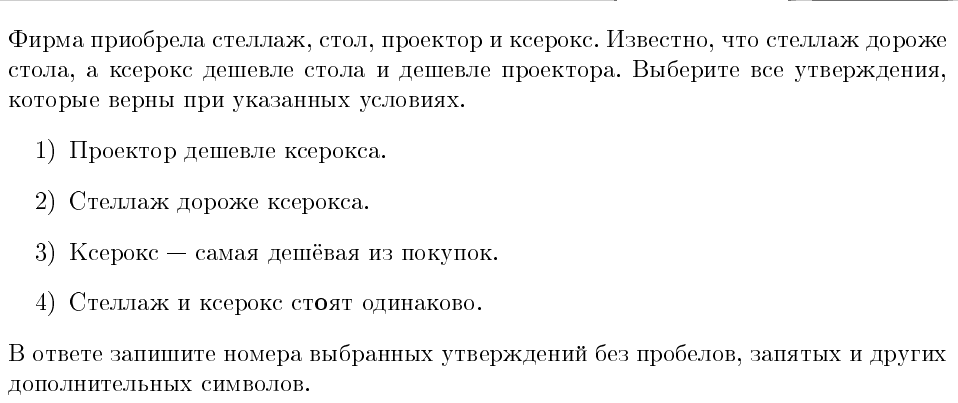 Фирма приобрела стеллаж, стол, проектор и ксерокс. Известно, что стеллаж дороже
стола, а ксерокс дешевле стола и дешевле проектора. Выберите все утверждения,
которые верны при указанных условиях.
1) Проектор дешевле ксерокса.
2) Стеллаж дороже ксерокса.
3) Ксерокс — самая дешёвая из покупок.
4) Стеллаж и ксерокс стоят одинаково.
В ответе запишите номера выбранных утверждений без пробелов, запятых и других
дополнительных символов.